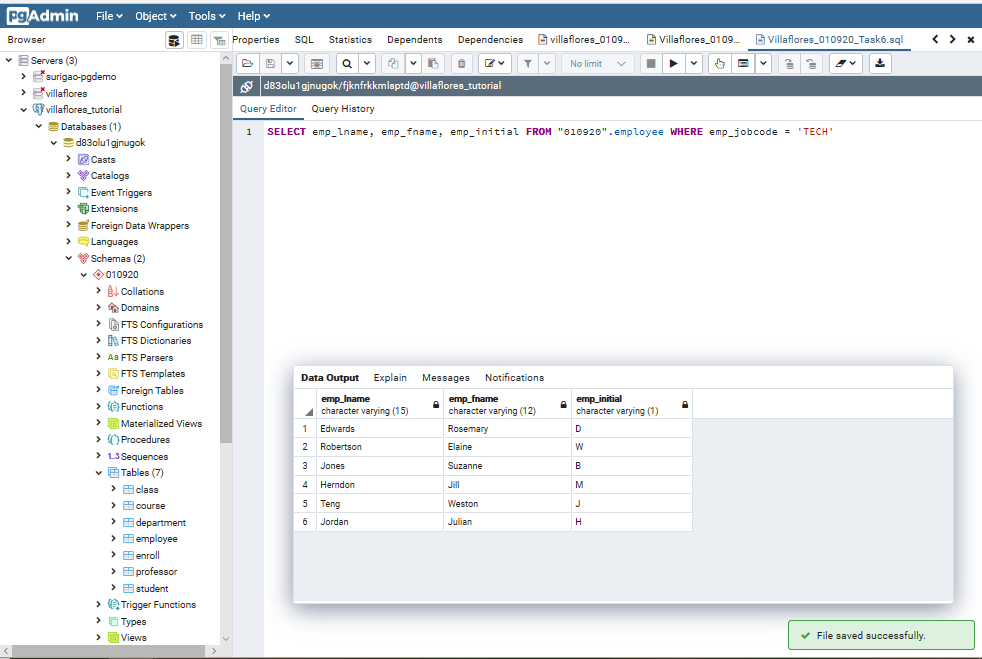 pgAdmin File Object Tools Help
Browser
Properties SQL Statistics Dependents Dependencies villaflores_0109... Villaflores_0109... Villaflores_010920_Task6.sql
No limit
d83olu1gjnugok/fjknfrkkmlsptd@villaflores_tutorial
Query Editor Query History
1 SELECT emp_lname, emp_fname, emp_initial FROM "010920".employee WHERE emp_jobcode = 'TECH'
Servers (3)
surigao-pgdemo
villaflores
villaflores_tutorial
Databases (1)
d83olu1gjnugok
Casts
Catalogs
Event Triggers
Extensions
Foreign Data Wrappers
Languages
Schemas (2)
010920
Collations
Domains
FTS Configurations
FTS Dictionaries
Aa FTS Parsers
FTS Templates
Foreign Tables
Functions
Materialized Views
Procedures
1..3 Sequences
Tables (7)
class
course
department
employee
enroll
professor
student
Trigger Functions
Types
Views
Data Output Explain Messages Notifications
emp_lname emp_fname emp_initial
character varying (15) character varying (12) character varying (1)
1 Edwards Rosemary D
2 Robertson Elaine W
3 Jones Suzanne B
4 Herndon Jill M
5 Teng Weston J
6 Jordan Julian H
File saved successfully.